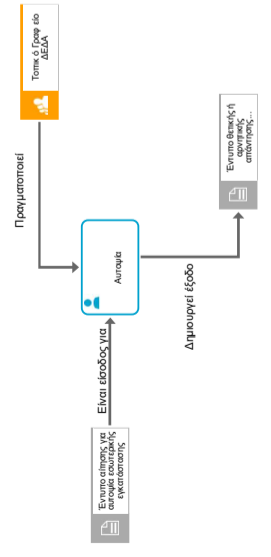 Τοπικ ό Γραφ είο
ΔΕΔΑ
Πραγματοποιεί
Έντυπο αίτησης για
αυτοψία εσωτερικής
εγκατάστασης
Είναι είσοδος για
Αυτοψία
Δημιουργεί έξοδο
Έντυπο θετικής ή
αρνητικής
απάντησης...